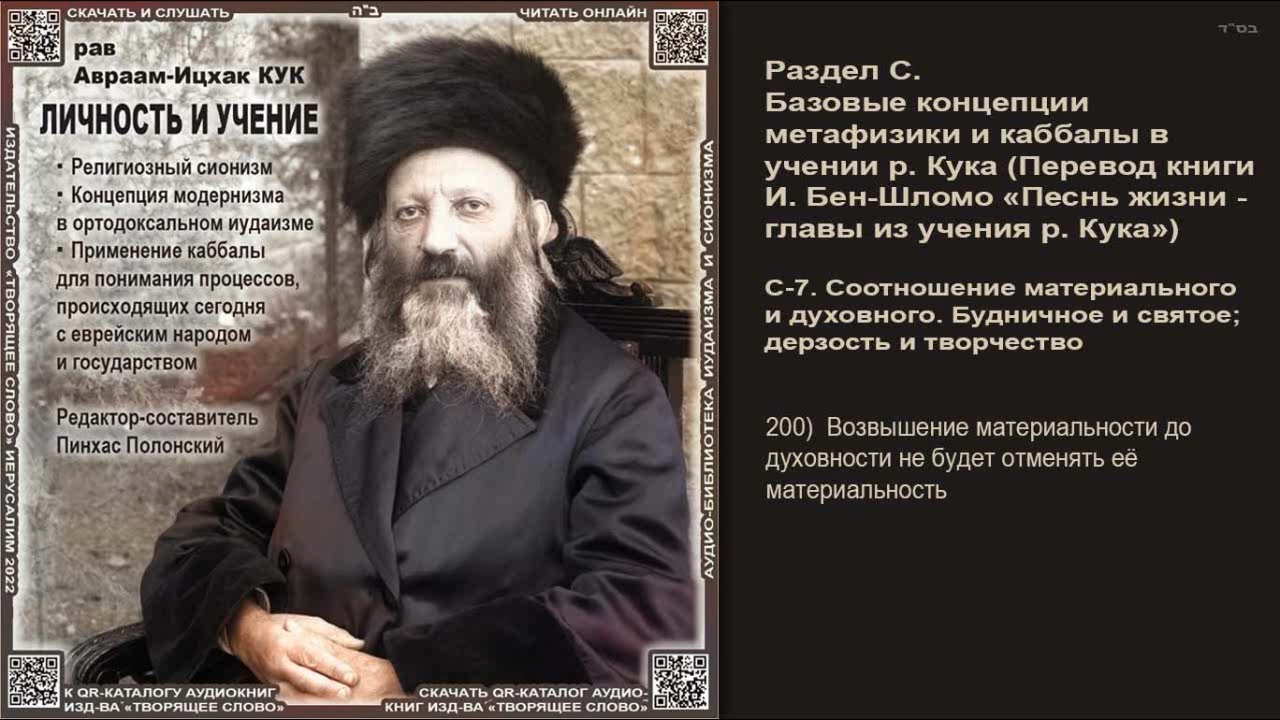 СКАЧАТЬ И СЛУШАТЬ
ב"ה
ЧИТАТЬ ОНЛАЙН
рав
Авраам-Ицхак КУК
ЛИЧНОСТЬ И УЧЕНИЕ
· Религиозный сионизм
· Концепция модернизма
в ортодоксальном иудаизме
· Применение каббалы
для понимания процессов,
происходящих сегодня
с еврейским народом
и государством
Редактор-составитель
Пинхас Полонский
ИЗДАТЕЛЬСТВО «ТВОРЯЩЕЕ СЛОВО» ИЕРУСАЛИМ 2022
АУДИО-БИБЛИОТЕКА ИУДАИЗМА И СИОНИЗМА
К QR-КАТАЛОГУ АУДИОКНИГ
ИЗД-ВА «ТВОРЯЩЕЕ СЛОВО»
СКАЧАТЬ QR-КАТАЛОГ АУДИО-
КНИГ ИЗД-ВА «ТВОРЯЩЕЕ СЛОВО»
בס"ד
Раздел С.
Базовые концепции
метафизики и каббалы в
учении р. Кука (Перевод книги
И. Бен-Шломо «Песнь жизни -
главы из учения р. Кука»)
С-7. Соотношение материального
и духовного. Будничное и святое;
дерзость и творчество
200) Возвышение материальности до
духовности не будет отменять её
материальность